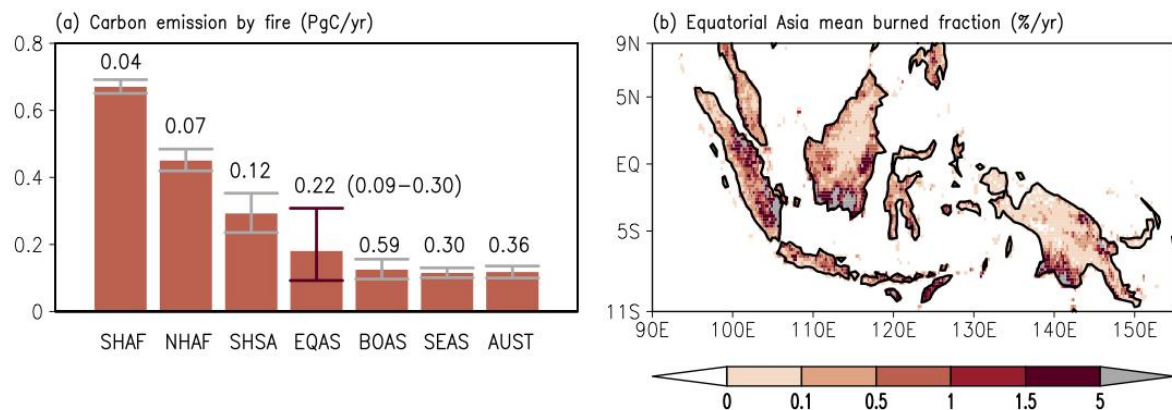 (a) Carbon emission by fire (PgC/yr)
0.8
0.6
0.4
0.2
0
0.04
0.07
0.12
0.22 (0.09−0.30)
0.59
0.30
0.36
SHAF NHAF SHSA EQAS BOAS SEAS AUST
(b) Equatorial Asia mean burned fraction (%/yr)
9N
5N
EQ
5S
11S
90E 100E 110E 120E 130E 140E 150E
0 0.1 0.5 1 1.5 5